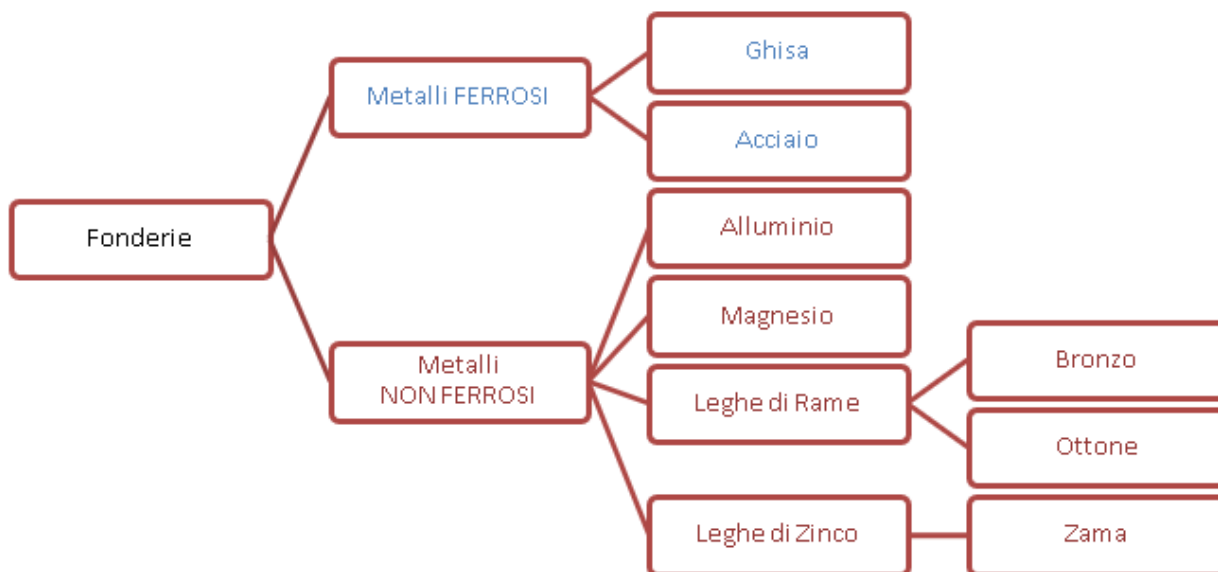 Fonderie
Metalli FERROSI
Ghisa
Acciaio
Metalli
NON FERROSI
Alluminio
Magnesio
Leghe di Rame
Bronzo
Ottone
Leghe di Zinco
Zama